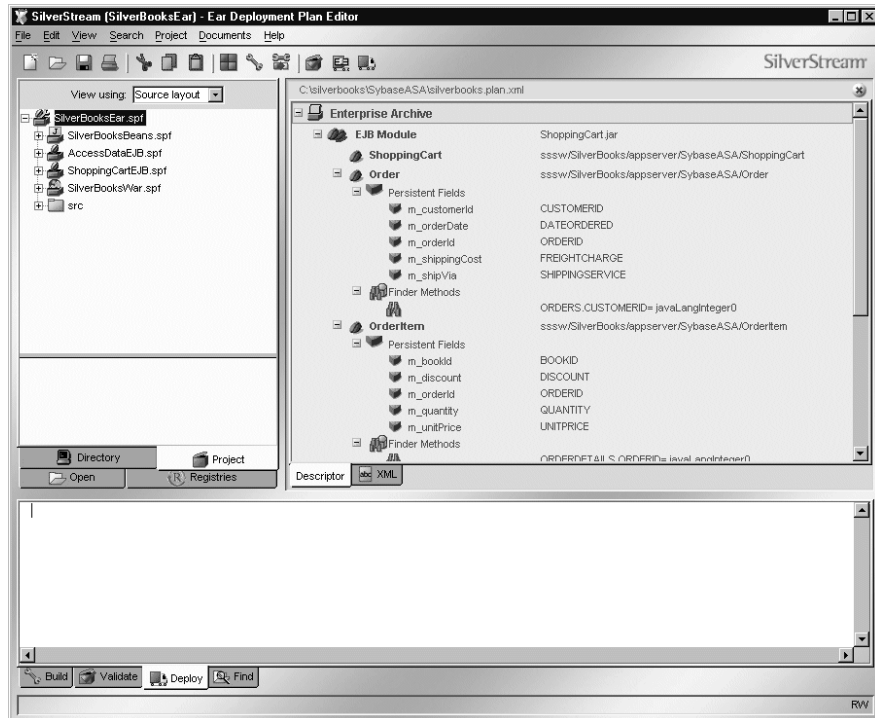 SilverStream (SilverBooksEar) - Ear Deployment Plan Editor
File Edit View Search Project Documents Help
SilverStream
View using: Source layout
SilverBooksEar.spf
SilverBooksBeans.spf
AccessDataEJB.spf
ShoppingCartEJB.spf
SilverBooksWar.spf
src
Directory
Project
Open
Registries
C:\silverbooks\SybaseASA\silverbooks.plan.xml
Enterprise Archive
EJB Module ShoppingCart.jar
ShoppingCart sssw/SilverBooks/appserver/SybaseASA/ShoppingCart
Order sssw/SilverBooks/appserver/SybaseASA/Order
Persistent Fields
m_customerId CUSTOMERID
m_orderDate DATEORDERED
m_orderId ORDERID
m_shippingCost FREIGHTCHARGE
m_shipVia SHIPPINGSERVICE
Finder Methods
ORDERS.CUSTOMERID= javaLangInteger0
OrderItem sssw/SilverBooks/appserver/SybaseASA/OrderItem
Persistent Fields
m_bookId BOOKID
m_discount DISCOUNT
m_orderId ORDERID
m_quantity QUANTITY
m_unitPrice UNITPRICE
Finder Methods
ORDERDETAILS.ORDERID= javaLangInteger0
Descriptor
abc XML
Build Validate Deploy Find
RW